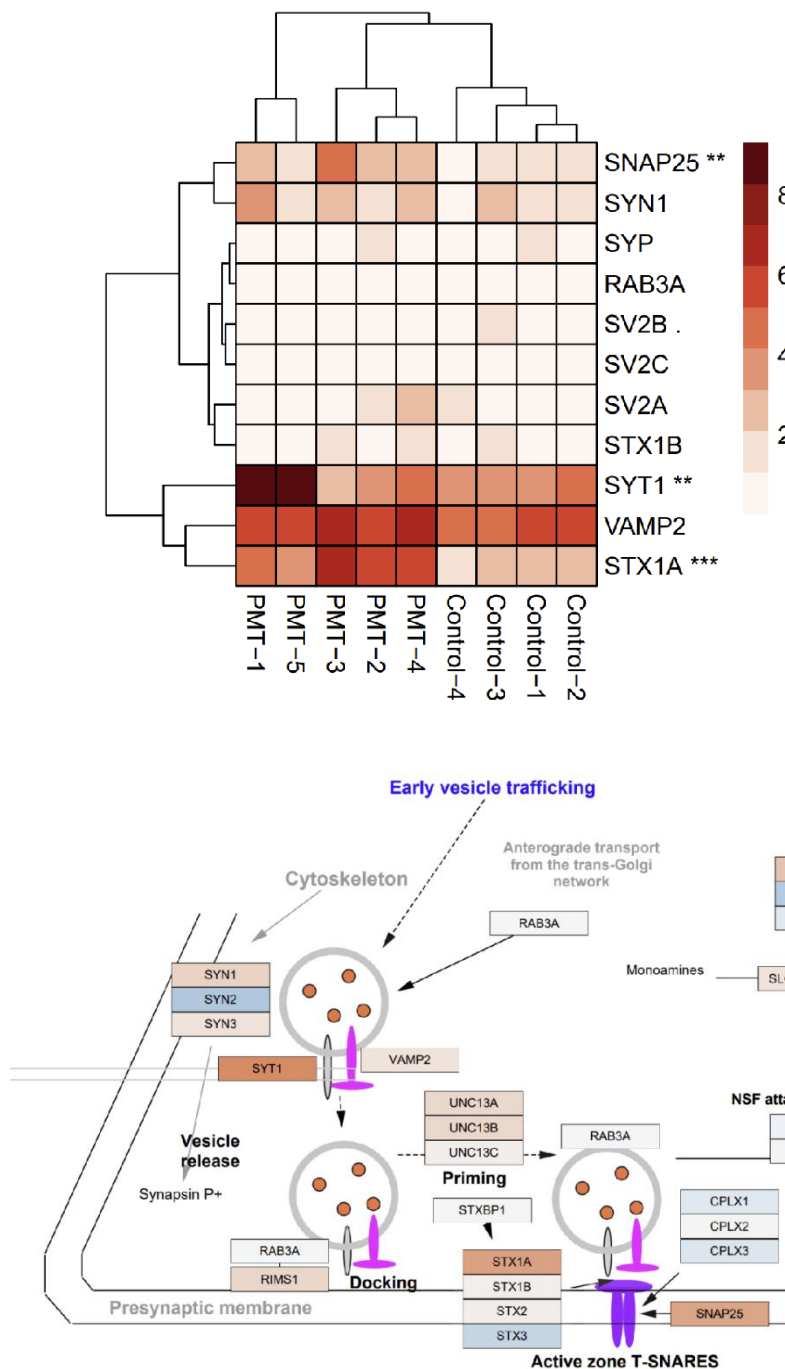 SNAP25 **
SYN1
SYP
RAB3A
SV2B .
SV2C
SV2A
STX1B
SYT1 **
VAMP2
STX1A ***
8
6
4
2
PMT-1
PMT-5
PMT-3
PMT-2
PMT-4
Control-4
Control-3
Control-1
Control-2
Early vesicle trafficking
Anterograde transport
from the trans-Golgi
network
Cytoskeleton
RAB3A
SYN1
SYN2
SYN3
Monoamines
VAMP2
SYT1
UNC13A
UNC13B
UNC13C
NSF atta
Vesicle
release
Priming
RAB3A
Synapsin P+
STXBP1
CPLX1
CPLX2
CPLX3
RAB3A
RIMS1
Docking
STX1A
STX1B
STX2
STX3
SNAP25
Presynaptic membrane
Active zone T-SNARES